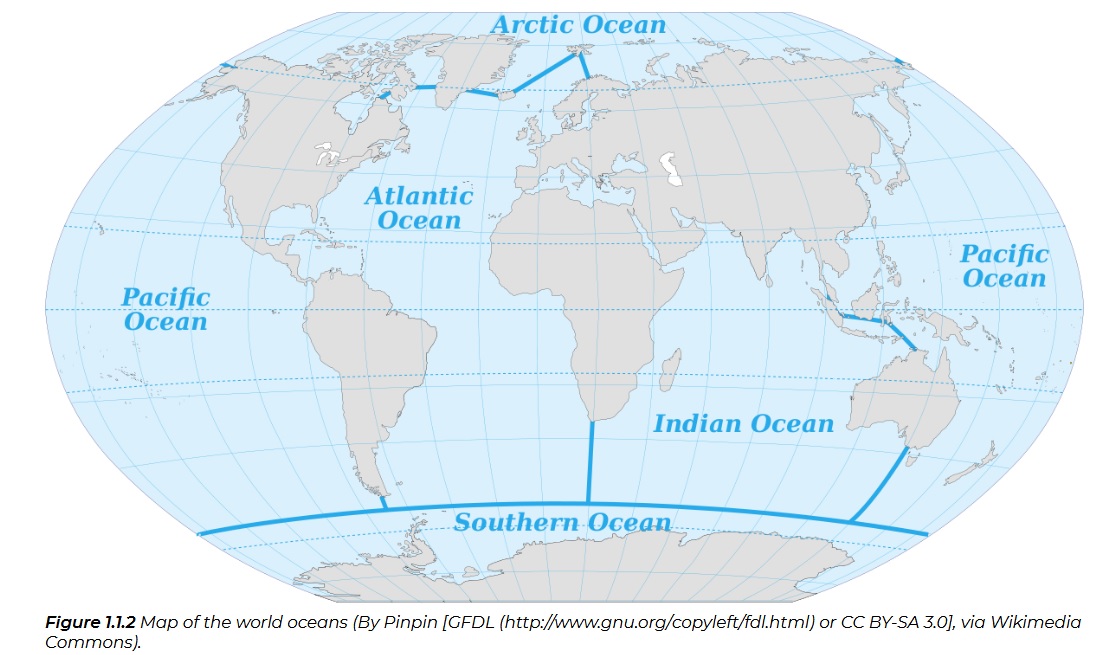 Arctic Ocean
Atlantic
Ocean
Pacific
Ocean
Pacific
Ocean
Indian Ocean
Southern Ocean
Figure 1.1.2 Map of the world oceans (By Pinpin [GFDL (http://www.gnu.org/copyleft/fdl.html) or CC BY-SA 3.0], via Wikimedia
Commons).